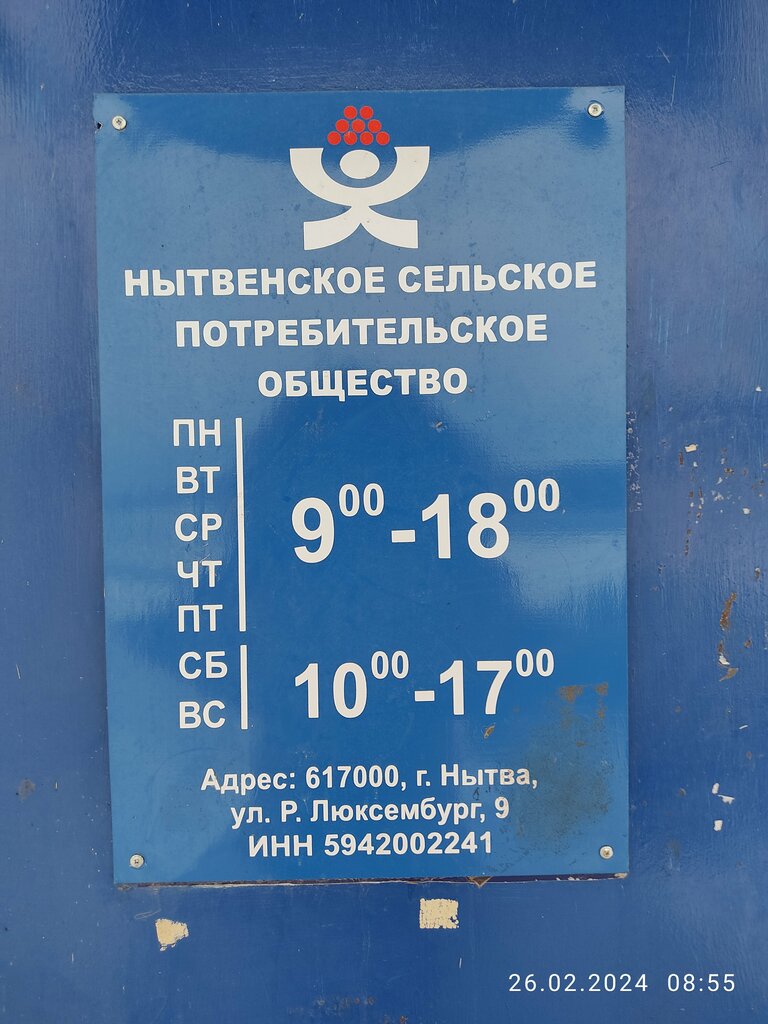 НЫТВЕНСКОЕ СЕЛЬСКОЕ
ПОТРЕБИТЕЛЬСКОЕ
ОБЩЕСТВО
ПН
ВТ
СР
ЧТ
ПТ
9⁰⁰-18⁰⁰
СБ
ВС
10⁰⁰-17⁰⁰
Адрес: 617000, г. Нытва,
ул. Р. Люксембург, 9
ИНН 5942002241
26.02.2024 08:55